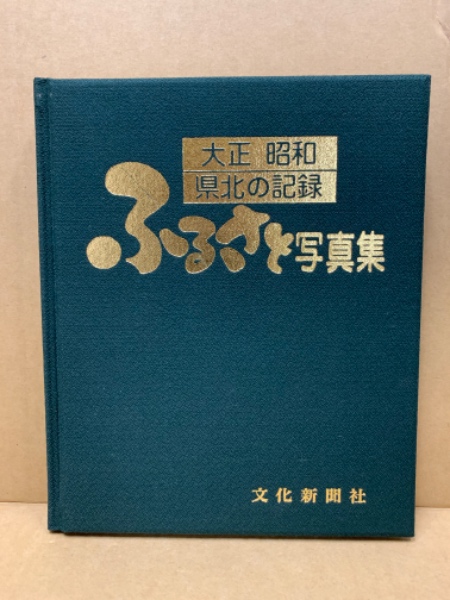 大正 昭和
県北の記録
ふるさと写真集
文化新聞社